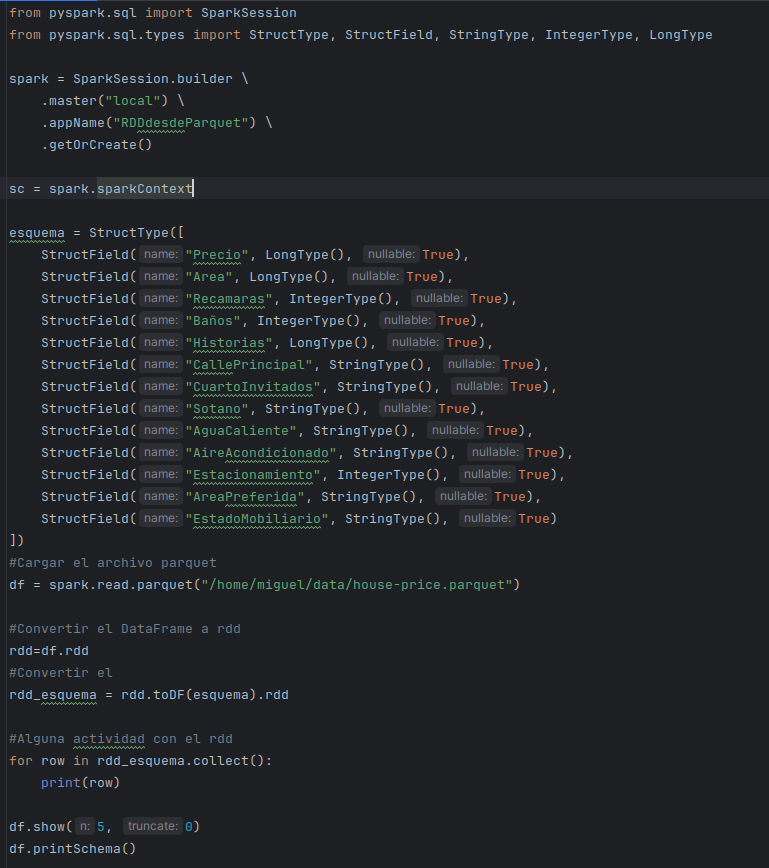 from pyspark.sql import SparkSession
from pyspark.sql.types import StructType, StructField, StringType, IntegerType, LongType
spark = SparkSession.builder \
    .master("local") \
    .appName("RDDdesdeParquet") \
    .getOrCreate()
sc = spark.sparkContext
esquema = StructType([
    StructField( name: "Precio", LongType(), nullable: True),
    StructField( name: "Area", LongType(), nullable: True),
    StructField( name: "Recamaras", IntegerType(), nullable: True),
    StructField( name: "Baños", IntegerType(), nullable: True),
    StructField( name: "Historias", LongType(), nullable: True),
    StructField( name: "CallePrincipal", StringType(), nullable: True),
    StructField( name: "CuartoInvitados", StringType(), nullable: True),
    StructField( name: "Sotano", StringType(), nullable: True),
    StructField( name: "AguaCaliente", StringType(), nullable: True),
    StructField( name: "AireAcondicionado", StringType(), nullable: True),
    StructField( name: "Estacionamiento", IntegerType(), nullable: True),
    StructField( name: "AreaPreferida", StringType(), nullable: True),
    StructField( name: "EstadoMobiliario", StringType(), nullable: True)
])
#Cargar el archivo parquet
df = spark.read.parquet("/home/miguel/data/house-price.parquet")
#Convertir el DataFrame a rdd
rdd=df.rdd
#Convertir el
rdd_esquema = rdd.toDF(esquema).rdd
#Alguna actividad con el rdd
for row in rdd_esquema.collect():
    print(row)
df.show( n: 5, truncate: 0)
df.printSchema()